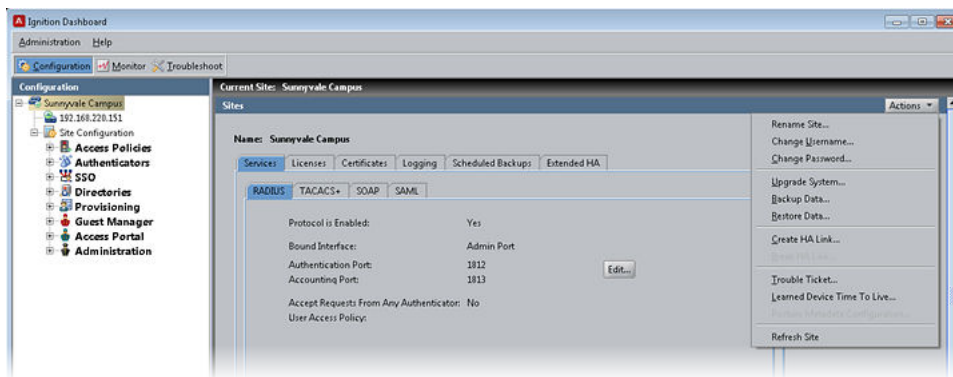 Ignition Dashboard
Administration Help
Configuration Monitor Troubleshoot
Configuration
Sunnyvale Campus
192.168.220.151
Site Configuration
Access Policies
Authenticators
SSO
Directories
Provisioning
Guest Manager
Access Portal
Administration
Current Site: Sunnyvale Campus
Sites
Actions
Name: Sunnyvale Campus
Services Licenses Certificates Logging Scheduled Backups Extended HA
RADIUS TACACS+ SOAP SAML
Protocol is Enabled: Yes
Bound Interface: Admin Port
Authentication Port: 1812
Accounting Port: 1813
Edit...
Accept Requests From Any Authenticator: No
User Access Policy:
Rename Site...
Change Username...
Change Password...
Upgrade System...
Backup Data...
Restore Data...
Create HA Link...
Break HA Link...
Trouble Ticket...
Learned Device Time To Live...
Metadata Configuration...
Refresh Site